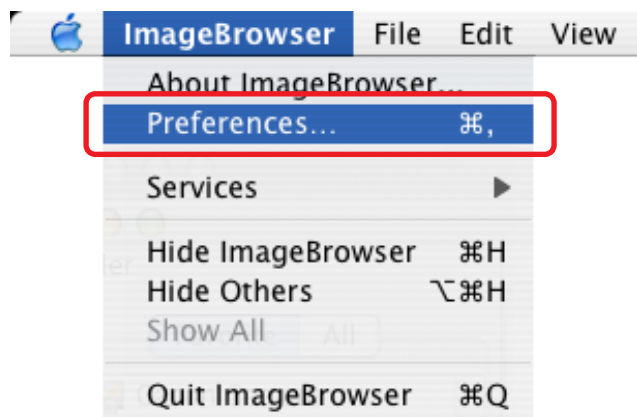 ImageBrowser File Edit View
About ImageBrowser...
Preferences... ⌘,
Services ▶
Hide ImageBrowser ⌘H
Hide Others ⌥⌘H
Show All
Quit ImageBrowser ⌘Q